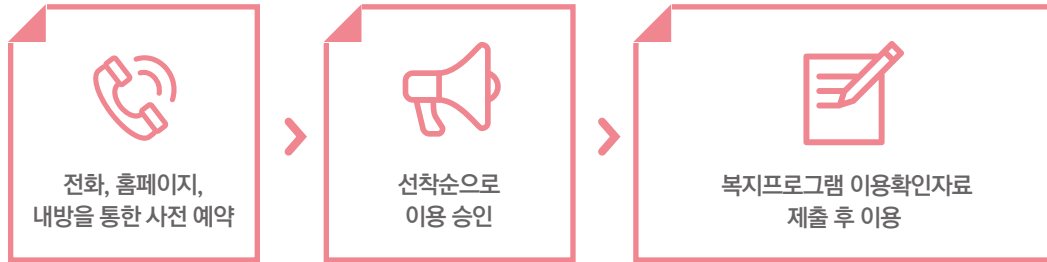 전화, 홈페이지,
내방을 통한 사전 예약
선착순으로
이용 승인
복지프로그램 이용확인자료
제출 후 이용